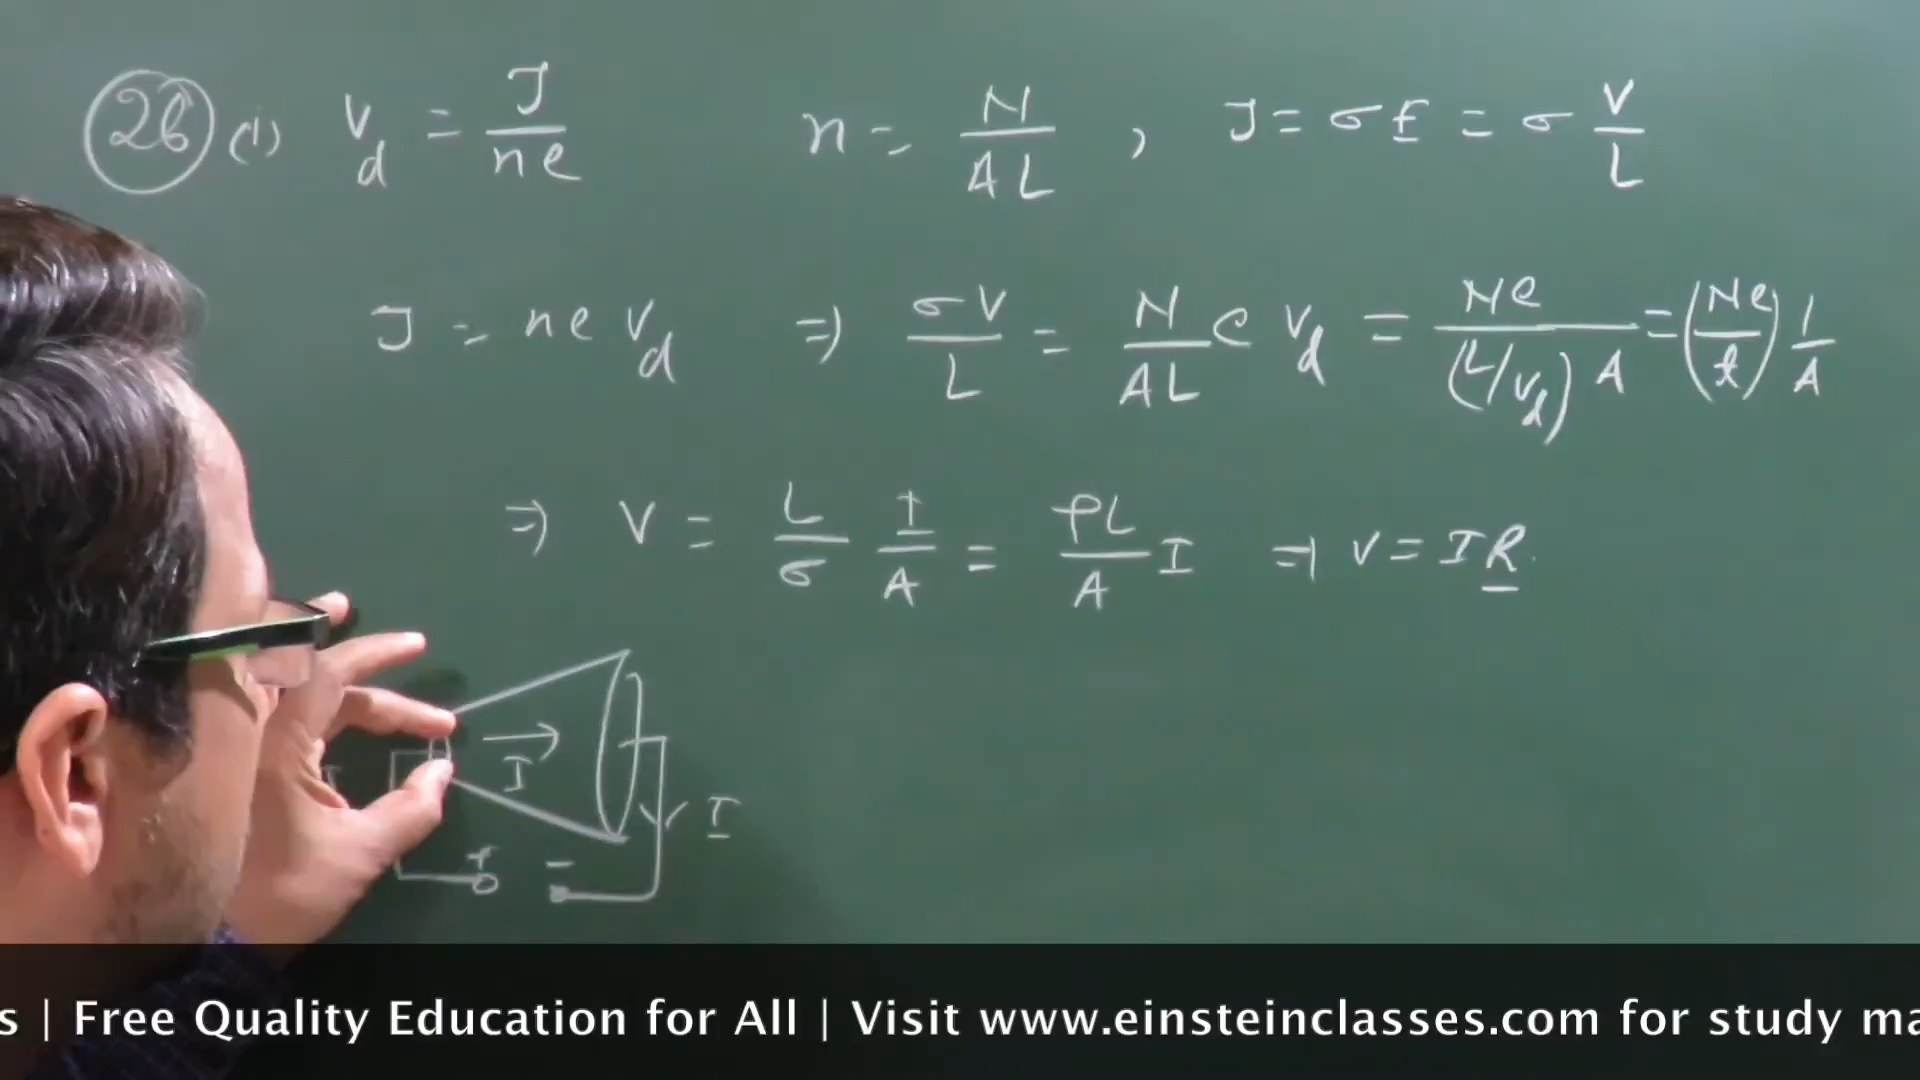 26 (i) v_d = J/ne n = N/AL , J = σE = σ V/L
J = ne v_d ⇒ σV/L = N/AL e v_d = Ne/(L/v_d) A = (Ne/t) 1/A
⇒ V = L/σ I/A = ρL/A I ⇒ V = IR.
I
I
+ −
s | Free Quality Education for All | Visit www.einsteinclasses.com for study ma